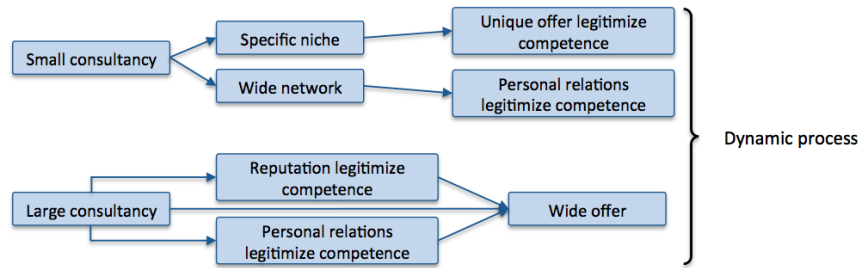 Small consultancy
Specific niche
Unique offer legitimize
competence
Wide network
Personal relations
legitimize competence
Dynamic process
Large consultancy
Reputation legitimize
competence
Personal relations
legitimize competence
Wide offer